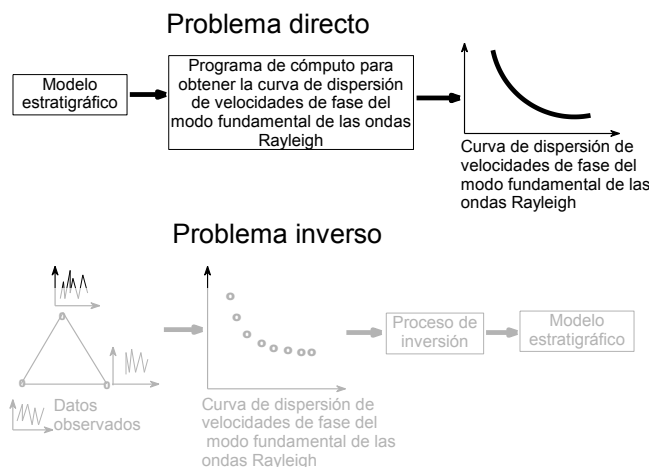 Problema directo
Modelo
estratigráfico
Programa de cómputo para
obtener la curva de dispersión
de velocidades de fase del
modo fundamental de las ondas
Rayleigh
Curva de dispersión de
velocidades de fase del
modo fundamental de las
ondas Rayleigh
Problema inverso
Datos
observados
Curva de dispersión de
velocidades de fase del
modo fundamental de las
ondas Rayleigh
Proceso de
inversión
Modelo
estratigráfico